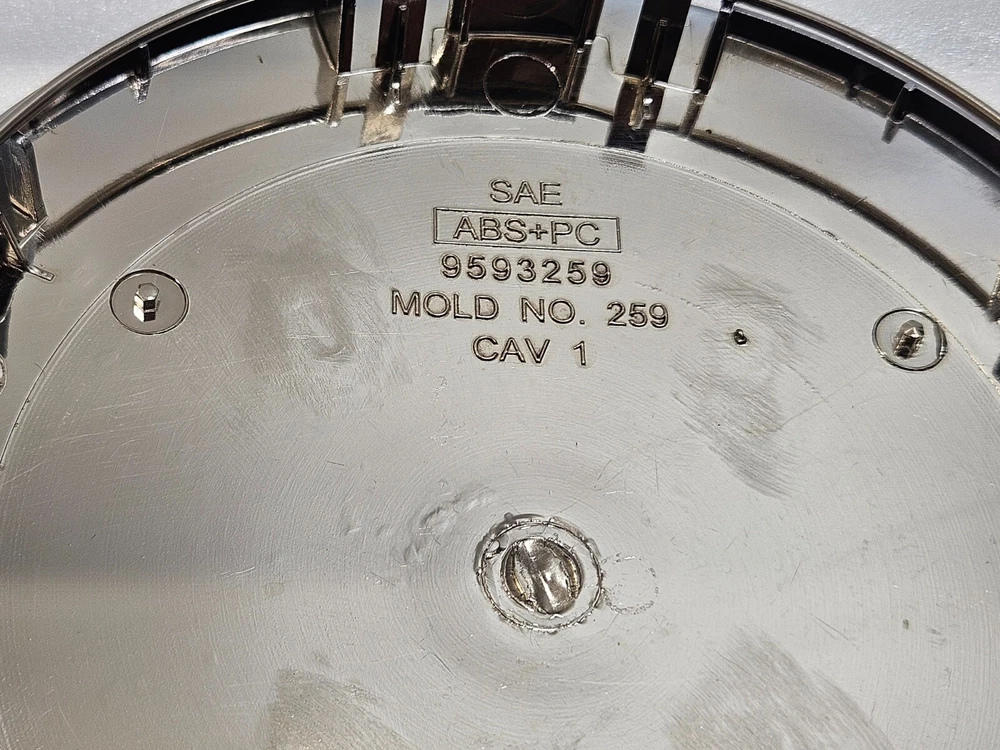 SAE
ABS+PC
9593259
MOLD NO. 259
CAV 1